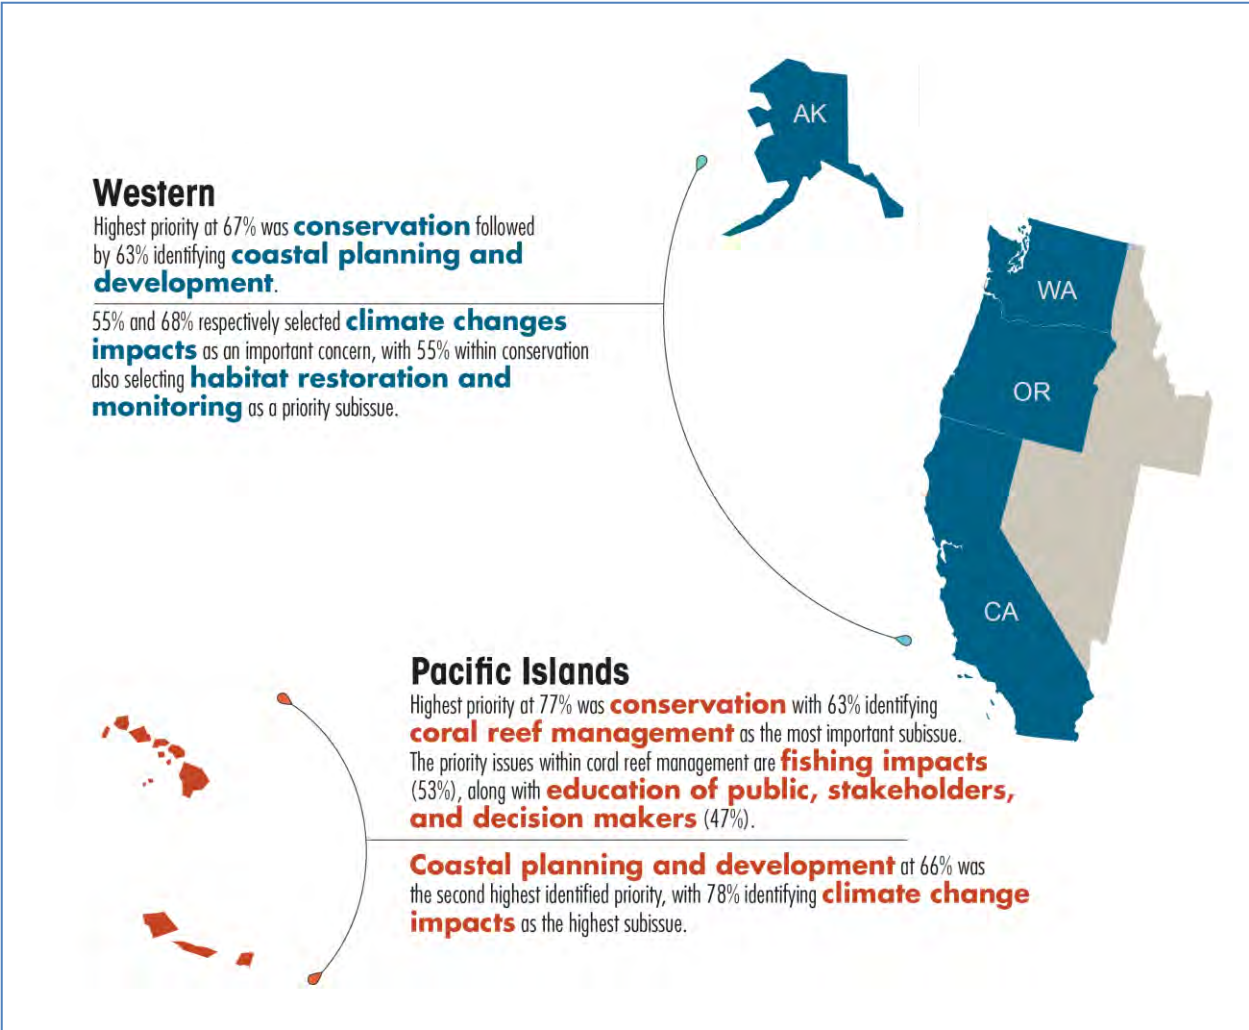 AK
Western
Highest priority at 67% was conservation followed
by 63% identifying coastal planning and
development.
55% and 68% respectively selected climate changes
impacts as an important concern, with 55% within conservation
also selecting habitat restoration and
monitoring as a priority subissue.
WA
OR
CA
Pacific Islands
Highest priority at 77% was conservation with 63% identifying
coral reef management as the most important subissue.
The priority issues within coral reef management are fishing impacts
(53%), along with education of public, stakeholders,
and decision makers (47%).
Coastal planning and development at 66% was
the second highest identified priority, with 78% identifying climate change
impacts as the highest subissue.